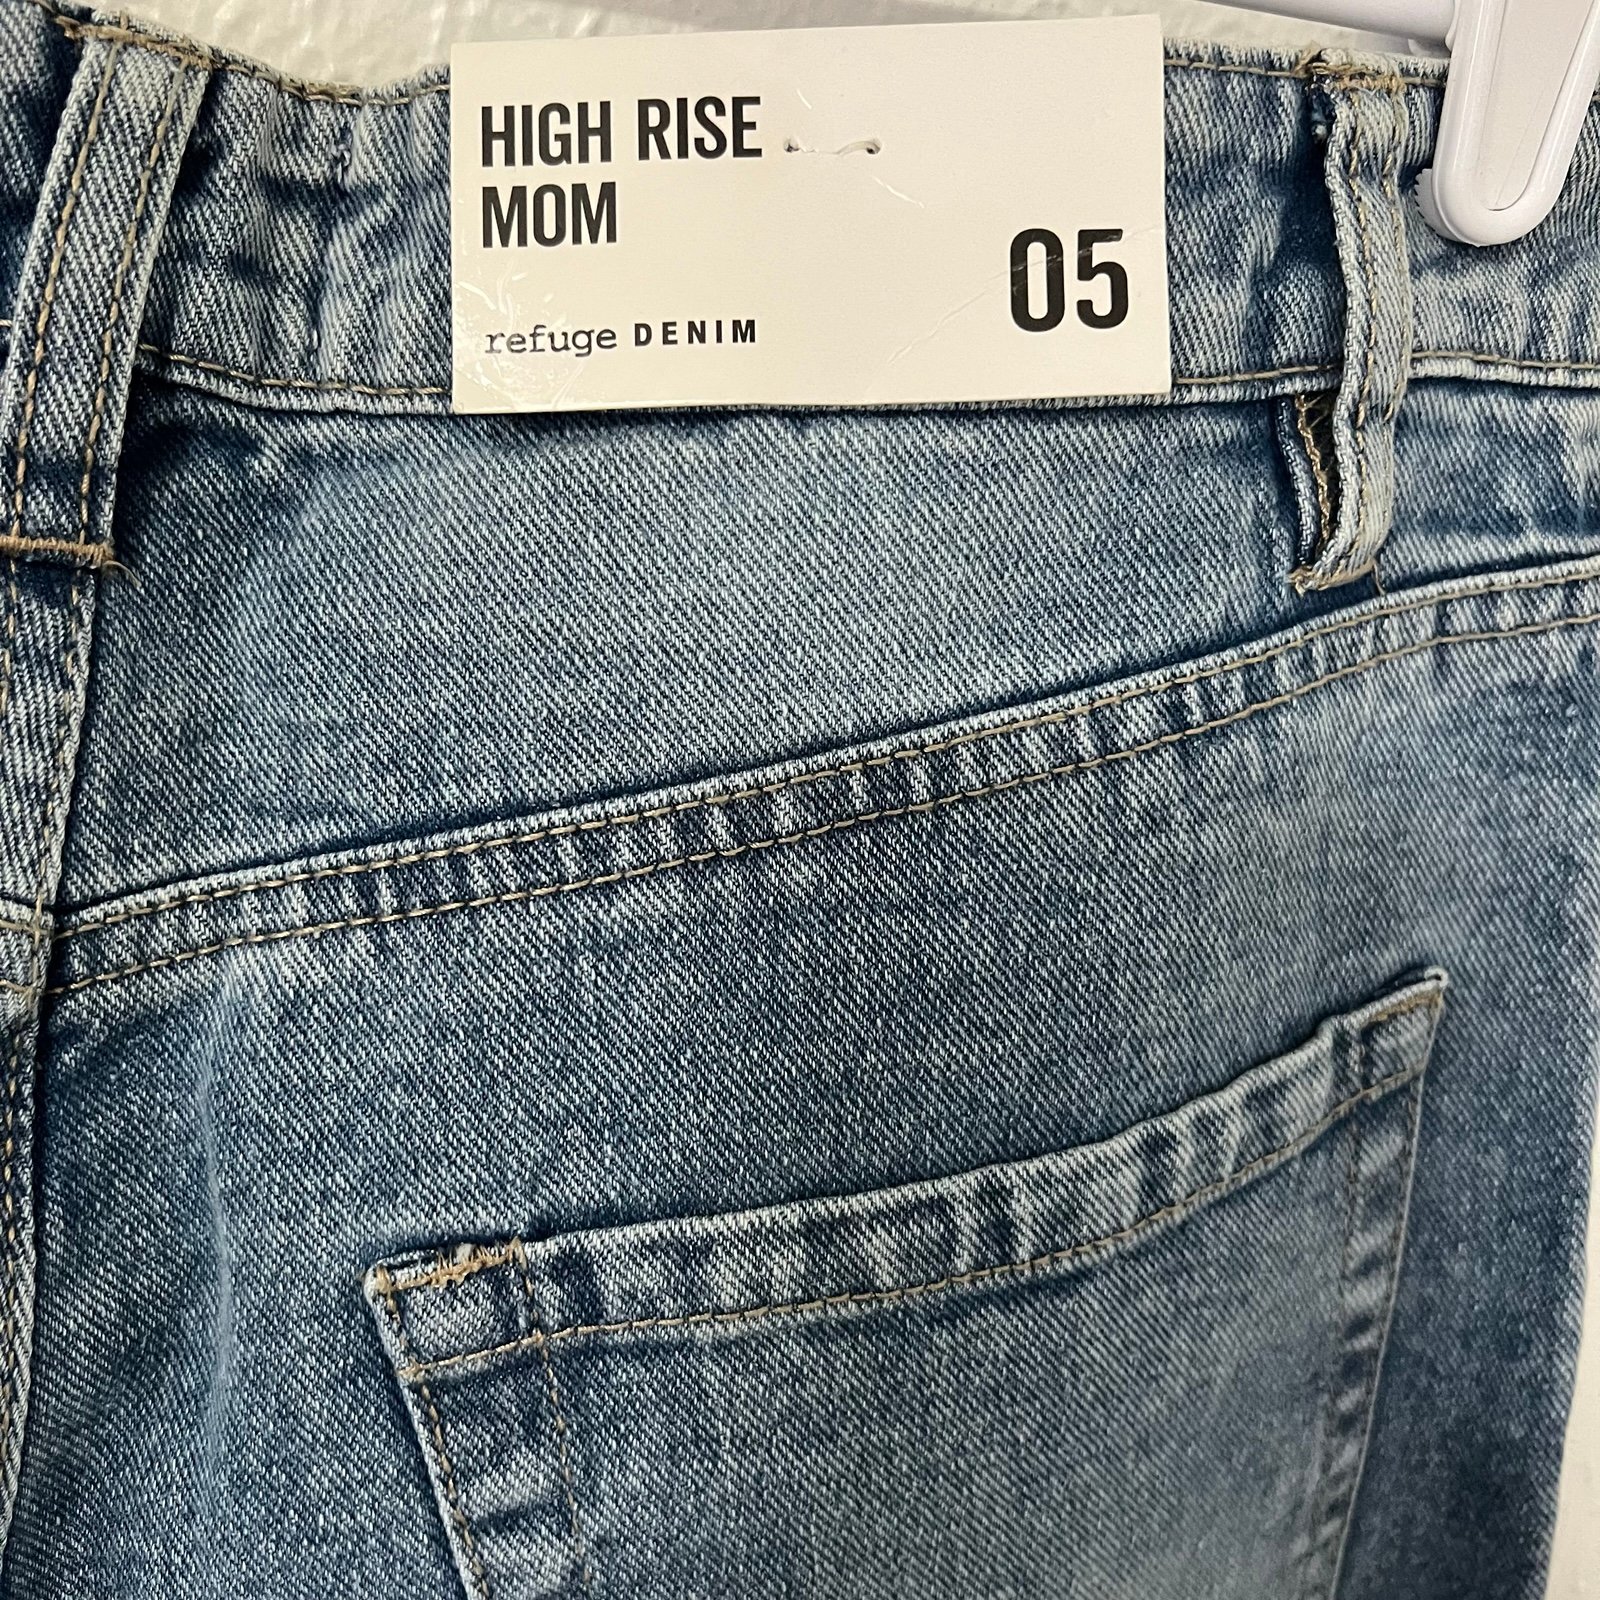 HIGH RISE
MOM
05
refuge DENIM